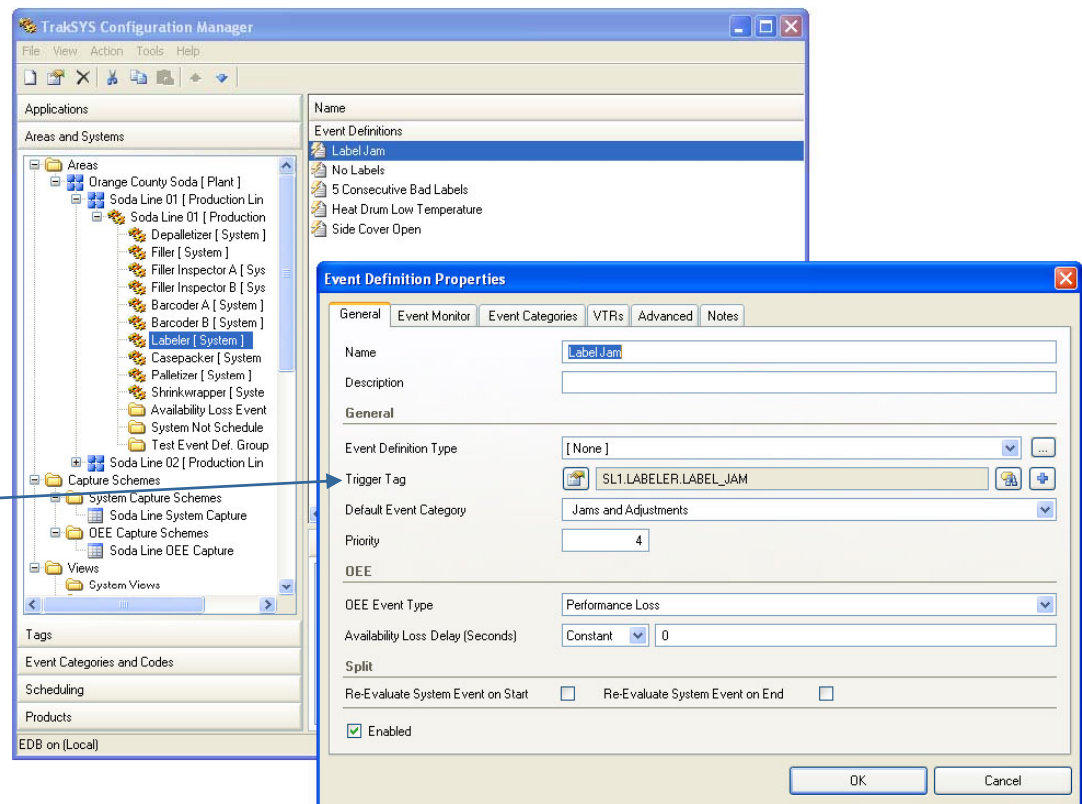 TrakSYS Configuration Manager
File View Action Tools Help
Applications
Areas and Systems
Areas
Orange County Soda [ Plant ]
Soda Line 01 [ Production Lin
Soda Line 01 [ Production
Depalletizer [ System ]
Filler [ System ]
Filler Inspector A [ Sys
Filler Inspector B [ Sys
Barcoder A [ System ]
Barcoder B [ System ]
Labeler [ System ]
Casepacker [ System
Palletizer [ System ]
Shrinkwrapper [ Syste
Availability Loss Event
System Not Schedule
Test Event Def. Group
Soda Line 02 [ Production Lin
Capture Schemes
System Capture Schemes
Soda Line System Capture
OEE Capture Schemes
Soda Line OEE Capture
Views
System Views
Tags
Event Categories and Codes
Scheduling
Products
EDB on (Local)
Name
Event Definitions
Label Jam
No Labels
5 Consecutive Bad Labels
Heat Drum Low Temperature
Side Cover Open
Event Definition Properties
General Event Monitor Event Categories VTRs Advanced Notes
Name Label Jam
Description
General
Event Definition Type [ None ] ...
Trigger Tag SL1.LABELER.LABEL_JAM
Default Event Category Jams and Adjustments
Priority 4
OEE
OEE Event Type Performance Loss
Availability Loss Delay (Seconds) Constant 0
Split
Re-Evaluate System Event on Start Re-Evaluate System Event on End
Enabled
OK Cancel